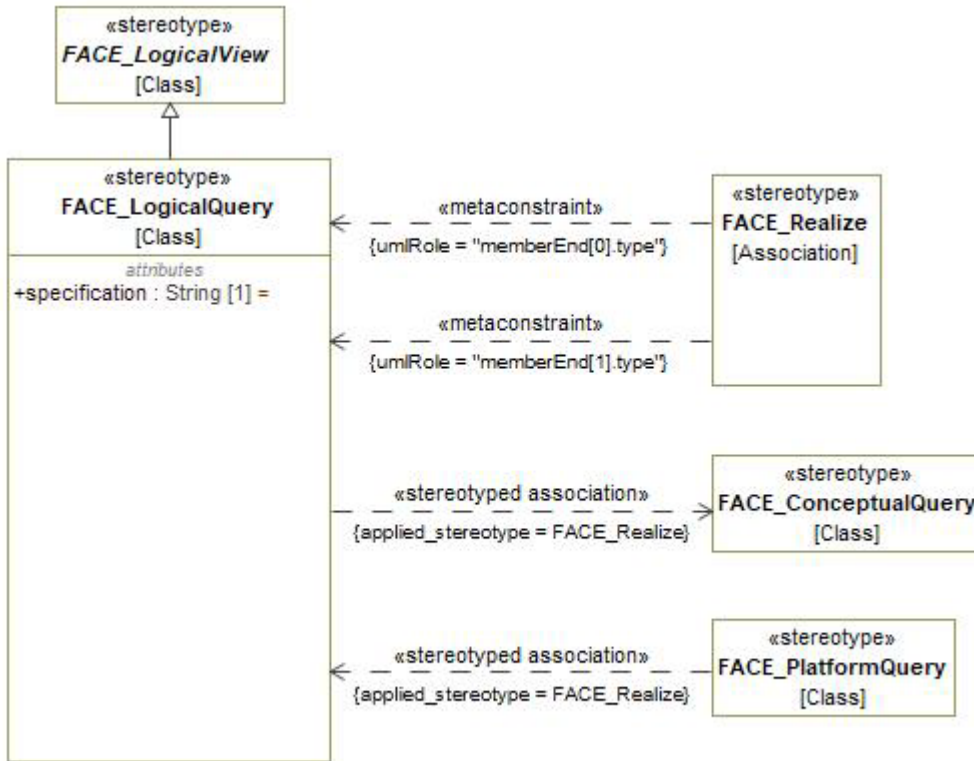 «stereotype»
FACE_LogicalView
[Class]
«stereotype»
FACE_LogicalQuery
[Class]
attributes
+specification : String [1] =
«metaconstraint»
{umlRole = "memberEnd[0].type"}
«metaconstraint»
{umlRole = "memberEnd[1].type"}
«stereotype»
FACE_Realize
[Association]
«stereotyped association»
{applied_stereotype = FACE_Realize}
«stereotype»
FACE_ConceptualQuery
[Class]
«stereotyped association»
{applied_stereotype = FACE_Realize}
«stereotype»
FACE_PlatformQuery
[Class]